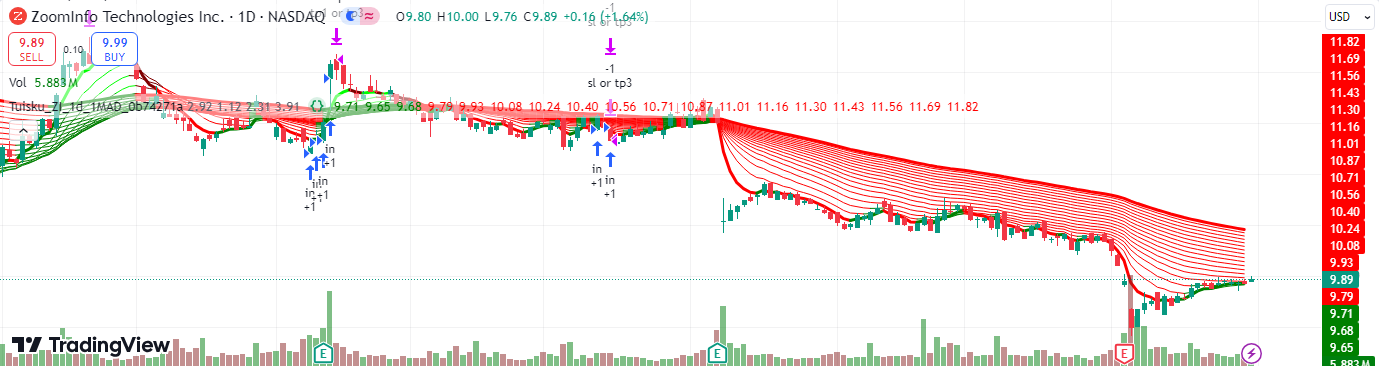 ZoomInfo Technologies Inc. · 1D · NASDAQ O9.80 H10.00 L9.76 C9.89 +0.16 (+1.64%)
USD
9.89
SELL
0.10
9.99
BUY
Vol 5.883 M
Tuisku_ZI_1d_1MAD_0b74271a 2.92 1.12 2.31 3.91 9.71 9.65 9.68 9.79 9.93 10.08 10.24 10.40 10.56 10.71 10.87 11.01 11.16 11.30 11.43 11.56 11.69 11.82
-1
sl or tp3
-1
sl or tp3
in
+1
in
+1
in
+1
in
+1
11.82
11.69
11.56
11.43
11.30
11.16
11.01
10.87
10.71
10.56
10.40
10.24
10.08
9.93
9.89
9.79
9.71
9.68
9.65
5.883 M
E
E
E
TradingView